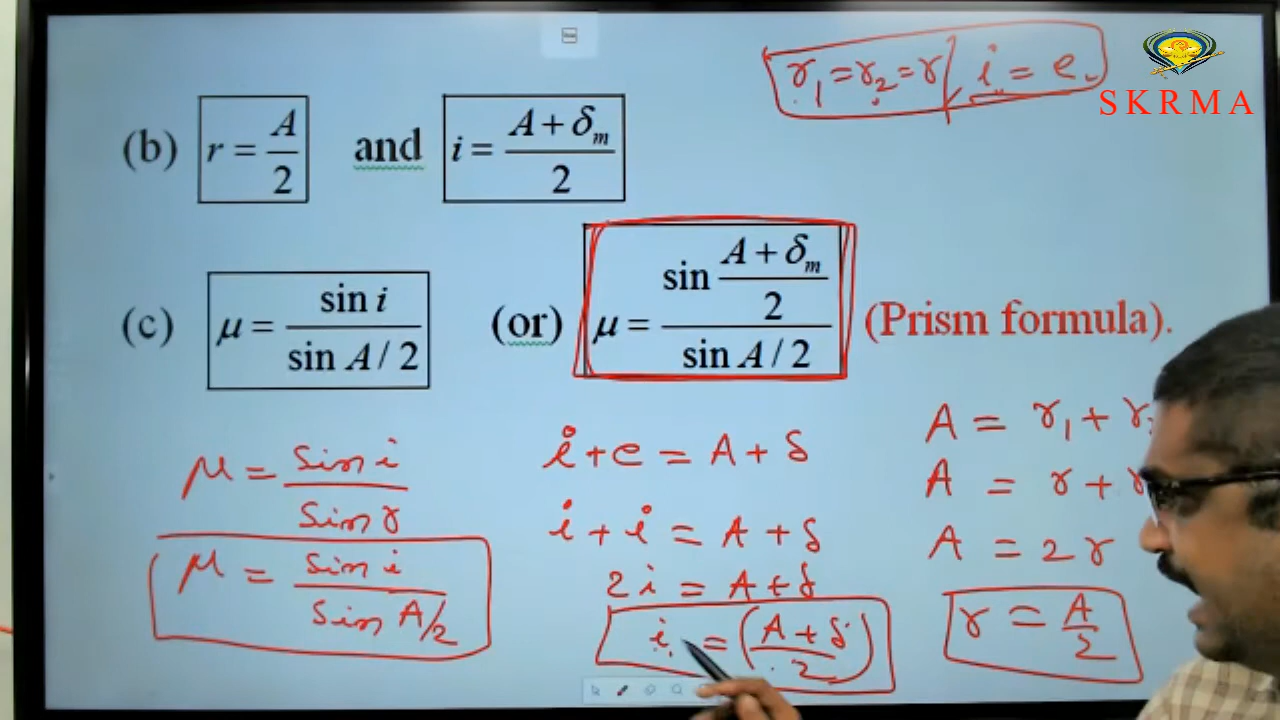 r₁ = r₂ = r / i = e.
SKRMA
(b) r = A/2 and i = (A + δₘ)/2
(c) μ = sin i / sin A/2 (or) μ = sin (A + δₘ)/2 / sin A/2 (Prism formula).
μ = Sin i / Sin r
μ = Sin i / Sin A/2
i + e = A + δ
i + i = A + δ
2i = A + δ
i = (A + δ / 2)
A = r₁ + r
A = r + r
A = 2r
r = A/2